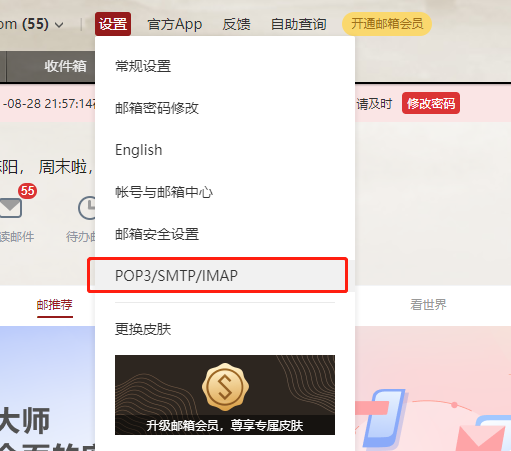 om (55) 设置 官方App 反馈 自助查询 开通邮箱会员
收件箱 常规设置
-08-28 21:57:14 请及时 修改密码
邮箱密码修改
English
阳， 周末啦，
55
帐号与邮箱中心
读邮件 待办 邮箱安全设置
POP3/SMTP/IMAP
邮推荐 看世界
更换皮肤
大师
升级邮箱会员，尊享专属皮肤